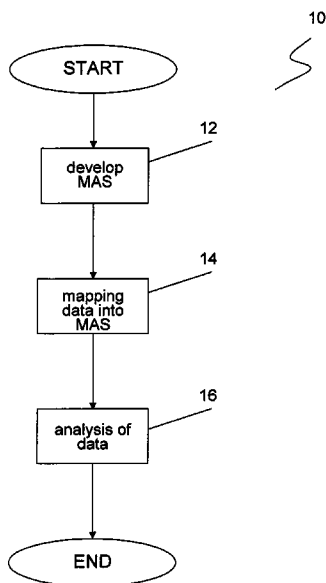 10
START
12
develop
MAS
14
mapping
data into
MAS
16
analysis of
data
END